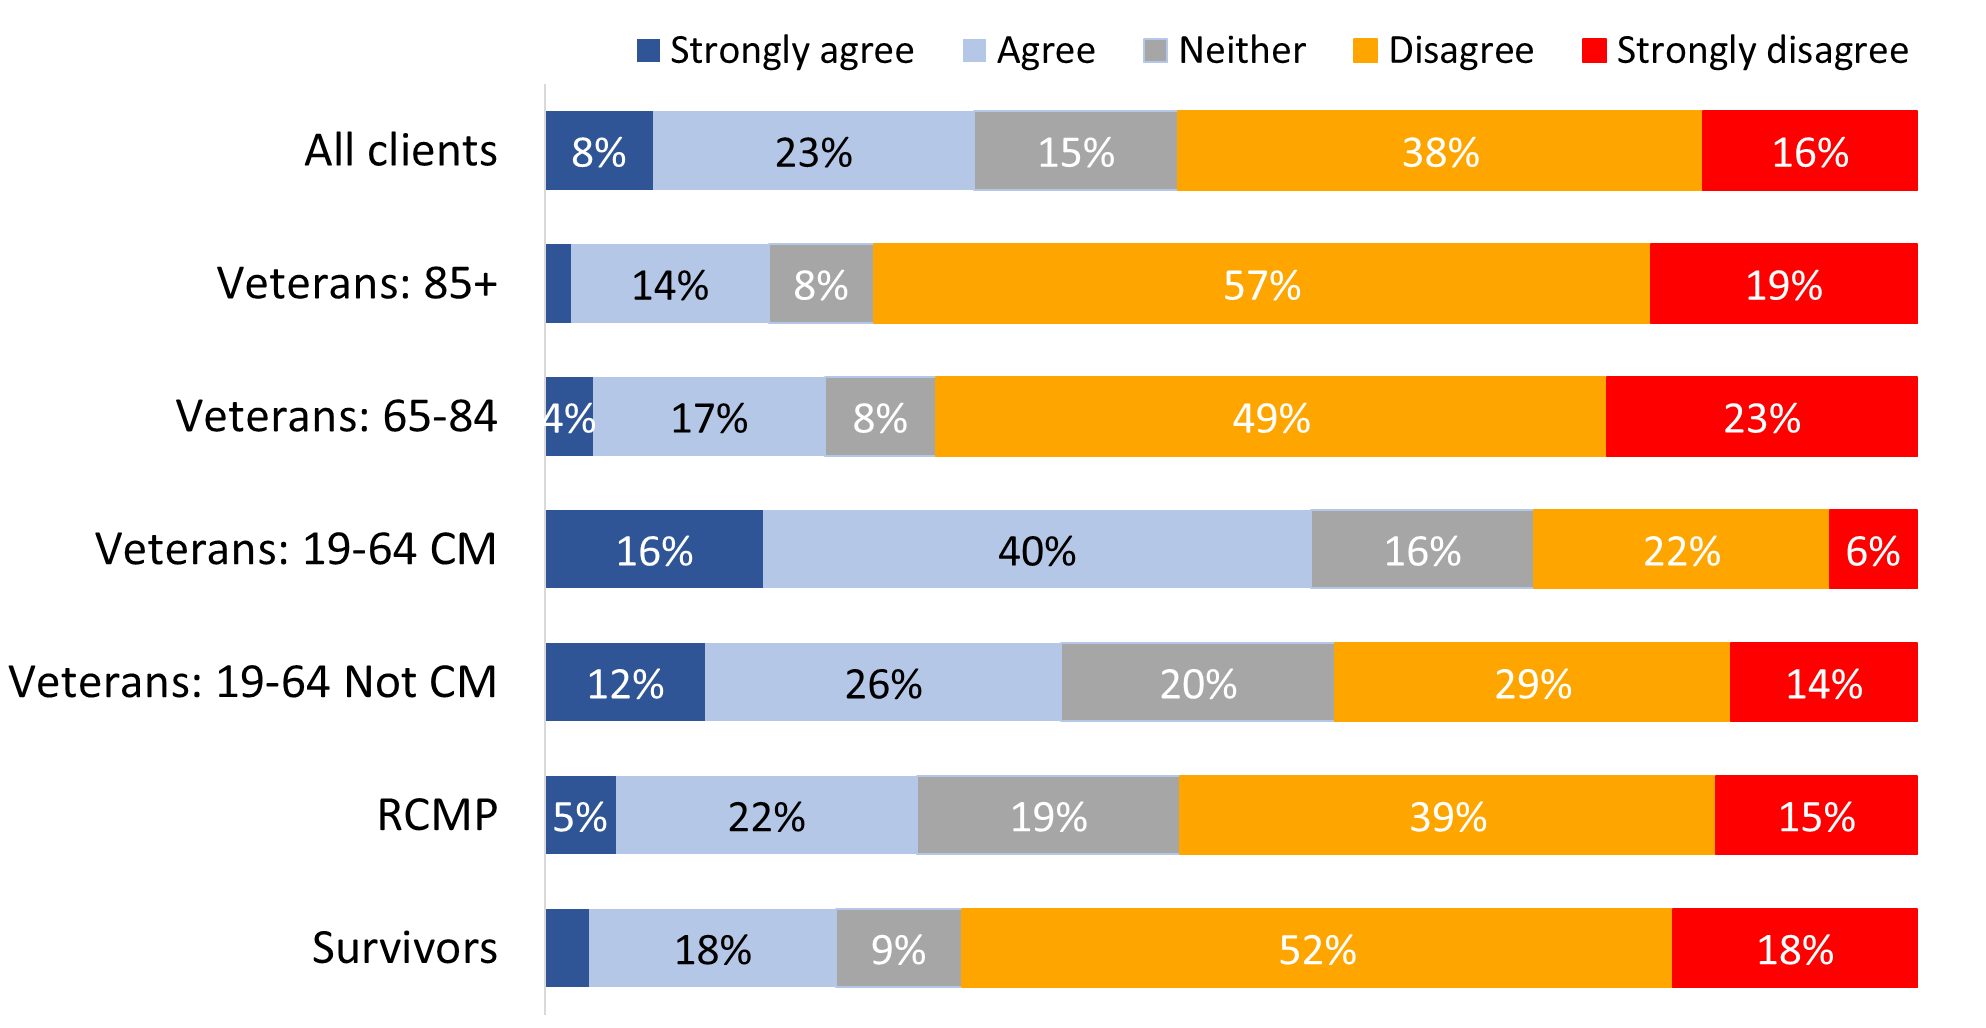 Strongly agree Agree Neither Disagree Strongly disagree
All clients 8% 23% 15% 38% 16%
Veterans: 85+ 14% 8% 57% 19%
Veterans: 65-84 4% 17% 8% 49% 23%
Veterans: 19-64 CM 16% 40% 16% 22% 6%
Veterans: 19-64 Not CM 12% 26% 20% 29% 14%
RCMP 5% 22% 19% 39% 15%
Survivors 18% 9% 52% 18%